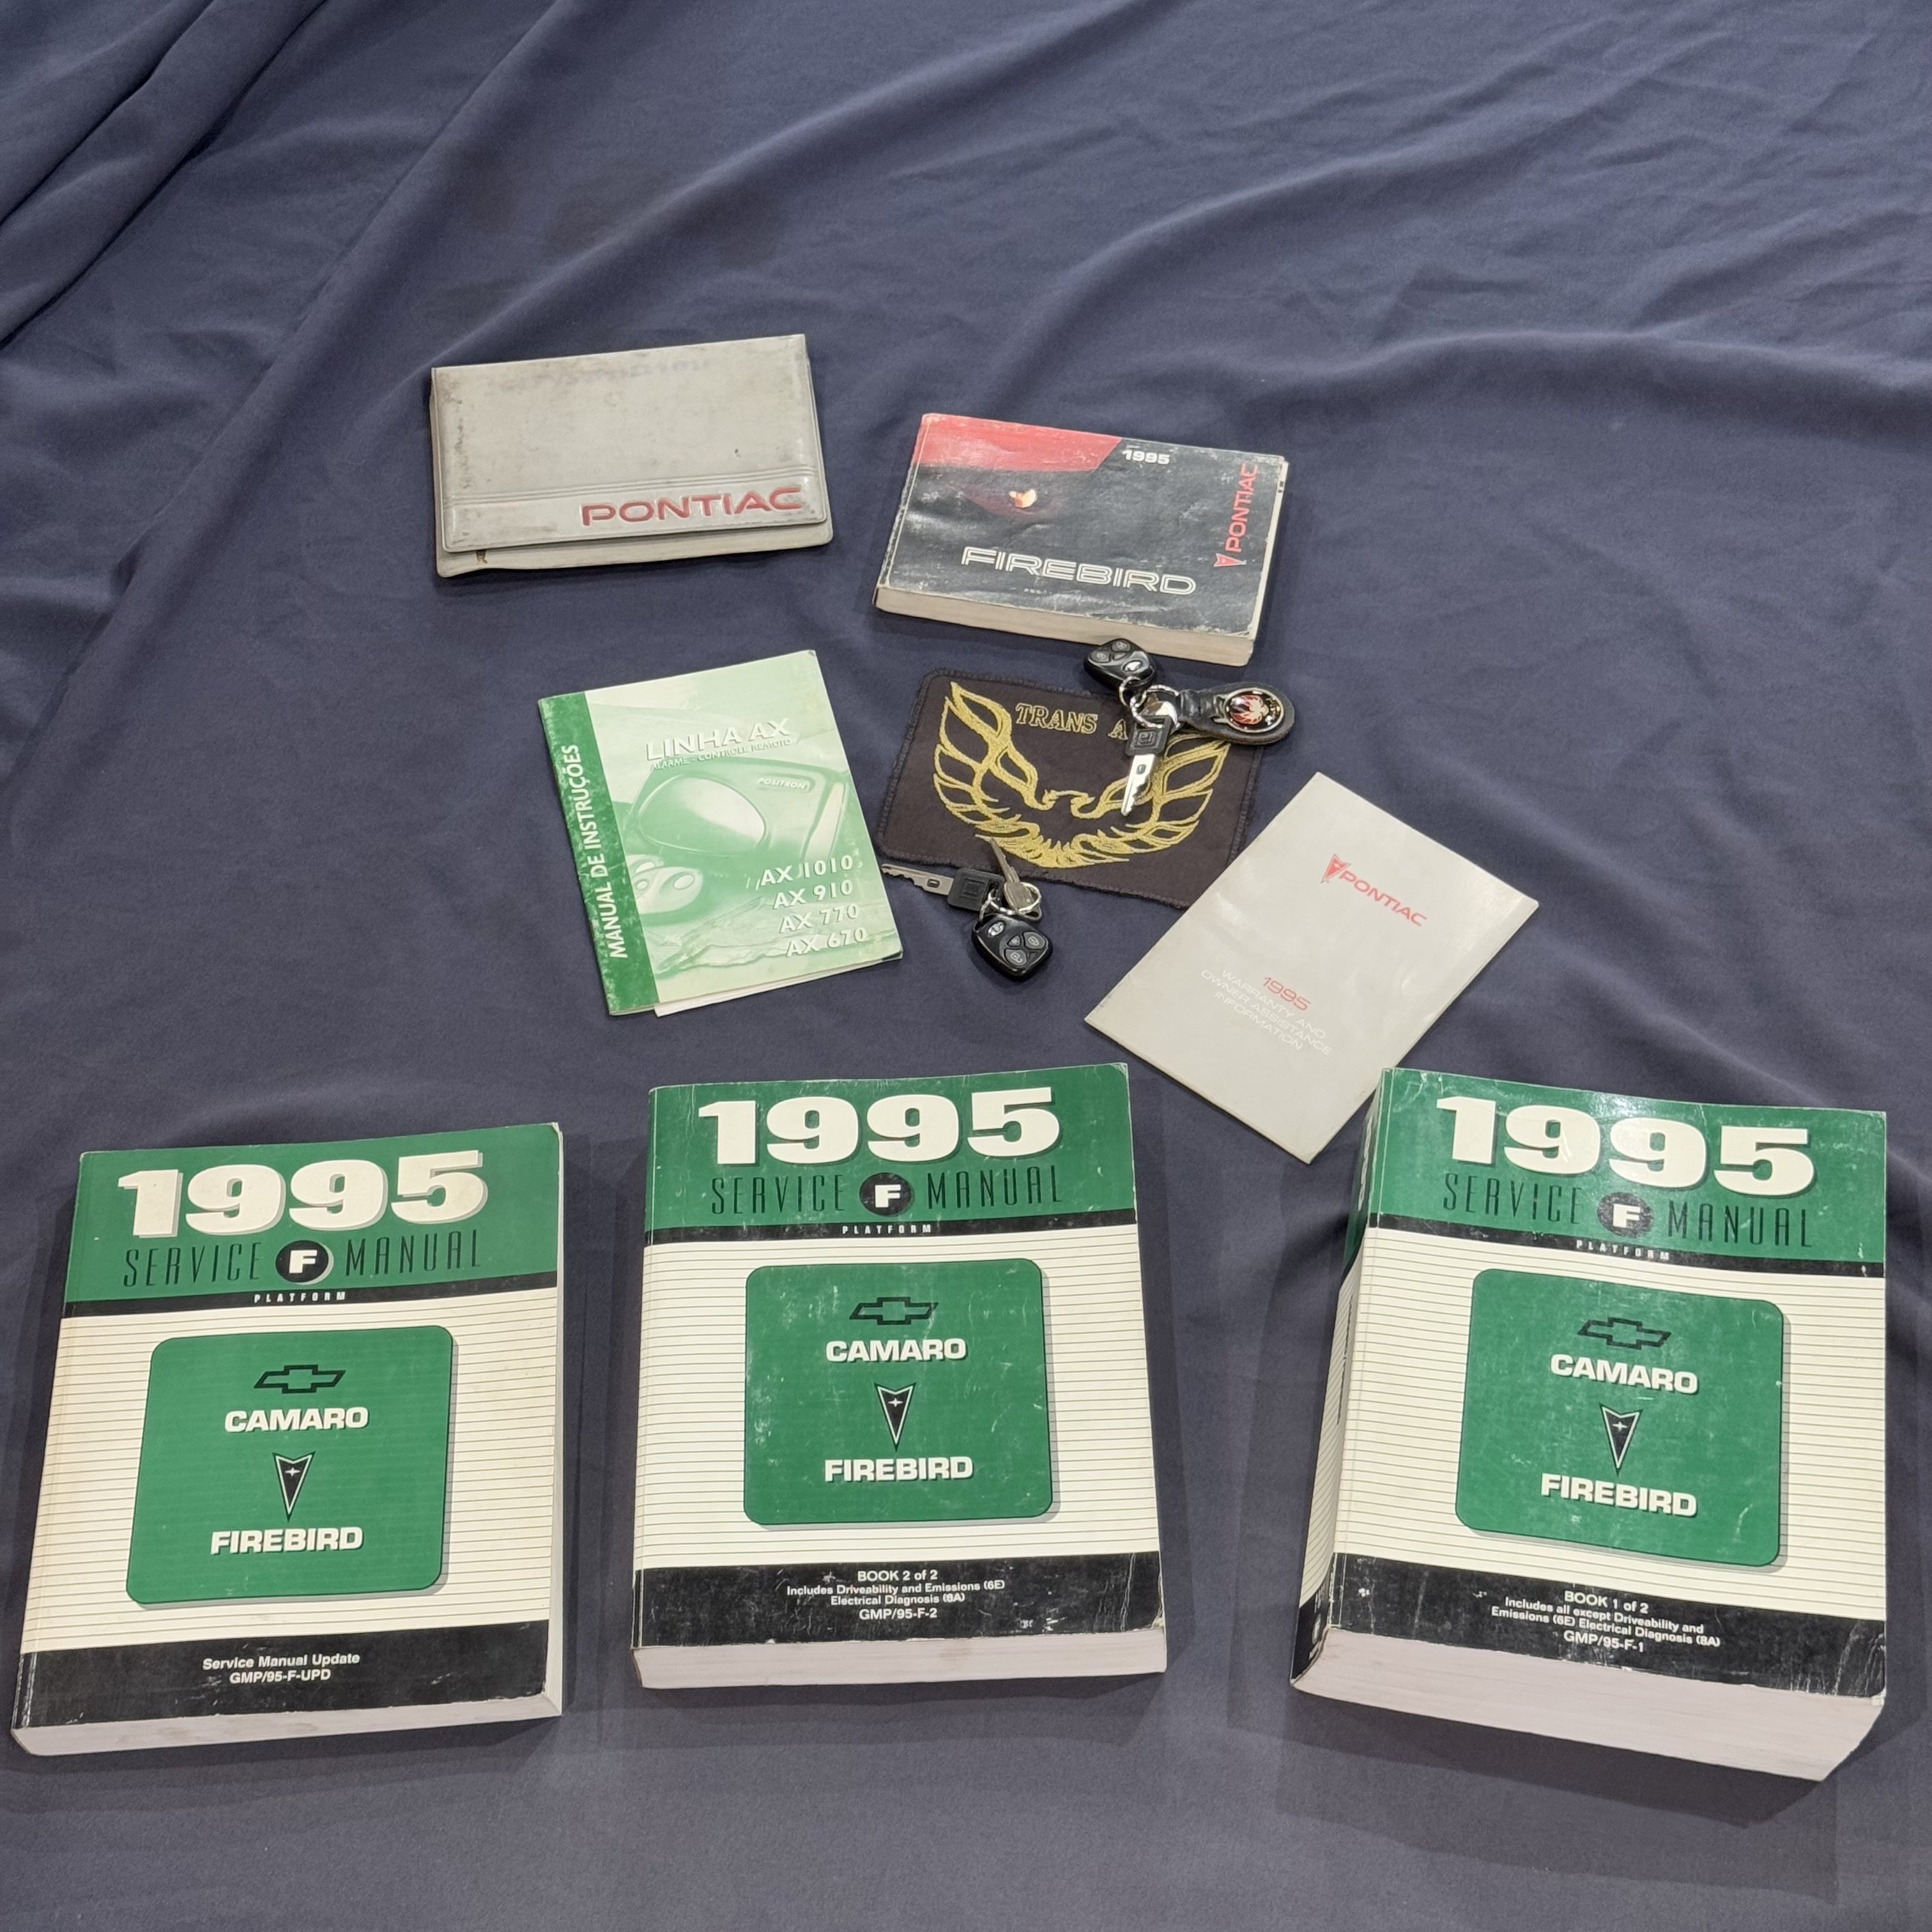 PONTIAC
1995
PONTIAC
FIREBIRD
MANUAL DE INSTRUÇÕES
LINHA AX
ALARME - CONTROLE REMOTO
POSITRON
AX 1010
AX 910
AX 770
AX 670
TRANS A
PONTIAC
1995
WARRANTY AND
OWNER ASSISTANCE
INFORMATION
1995
SERVICE F MANUAL
PLATFORM
CAMARO
FIREBIRD
Service Manual Update
GMP/95-F-UPD
1995
SERVICE F MANUAL
PLATFORM
CAMARO
FIREBIRD
BOOK 2 of 2
Includes Driveability and Emissions (6E)
Electrical Diagnosis (8A)
GMP/95-F-2
1995
SERVICE F MANUAL
PLATFORM
CAMARO
FIREBIRD
BOOK 1 of 2
Includes all except Driveability and
Emissions (6E) Electrical Diagnosis (8A)
GMP/95-F-1